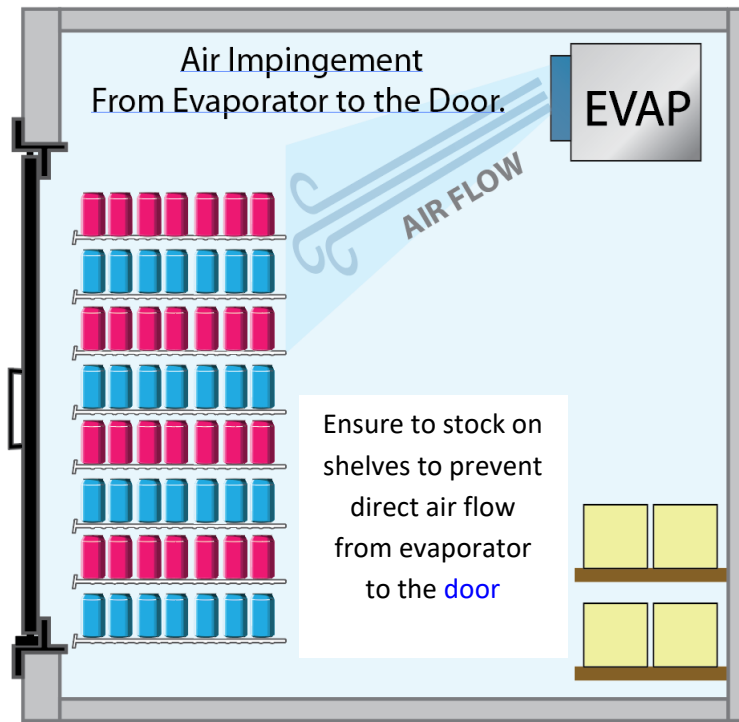 Air Impingement
From Evaporator to the Door.
EVAP
AIR FLOW
Ensure to stock on
shelves to prevent
direct air flow
from evaporator
to the door